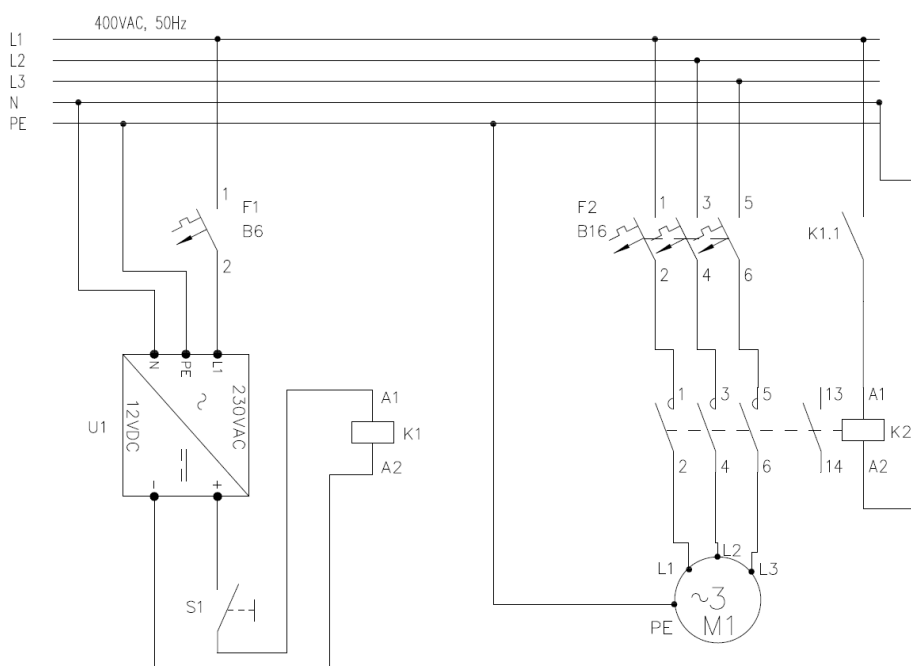 400VAC, 50Hz
L1
L2
L3
N
PE
1
F1
B6
2
F2
B16
1
3
5
2
4
6
K1.1
N
PE
L1
U1
12VDC
230VAC
~
-
+
A1
K1
A2
1
3
5
13
A1
K2
2
4
6
14
A2
S1
L1
L2
L3
PE
~3
M1